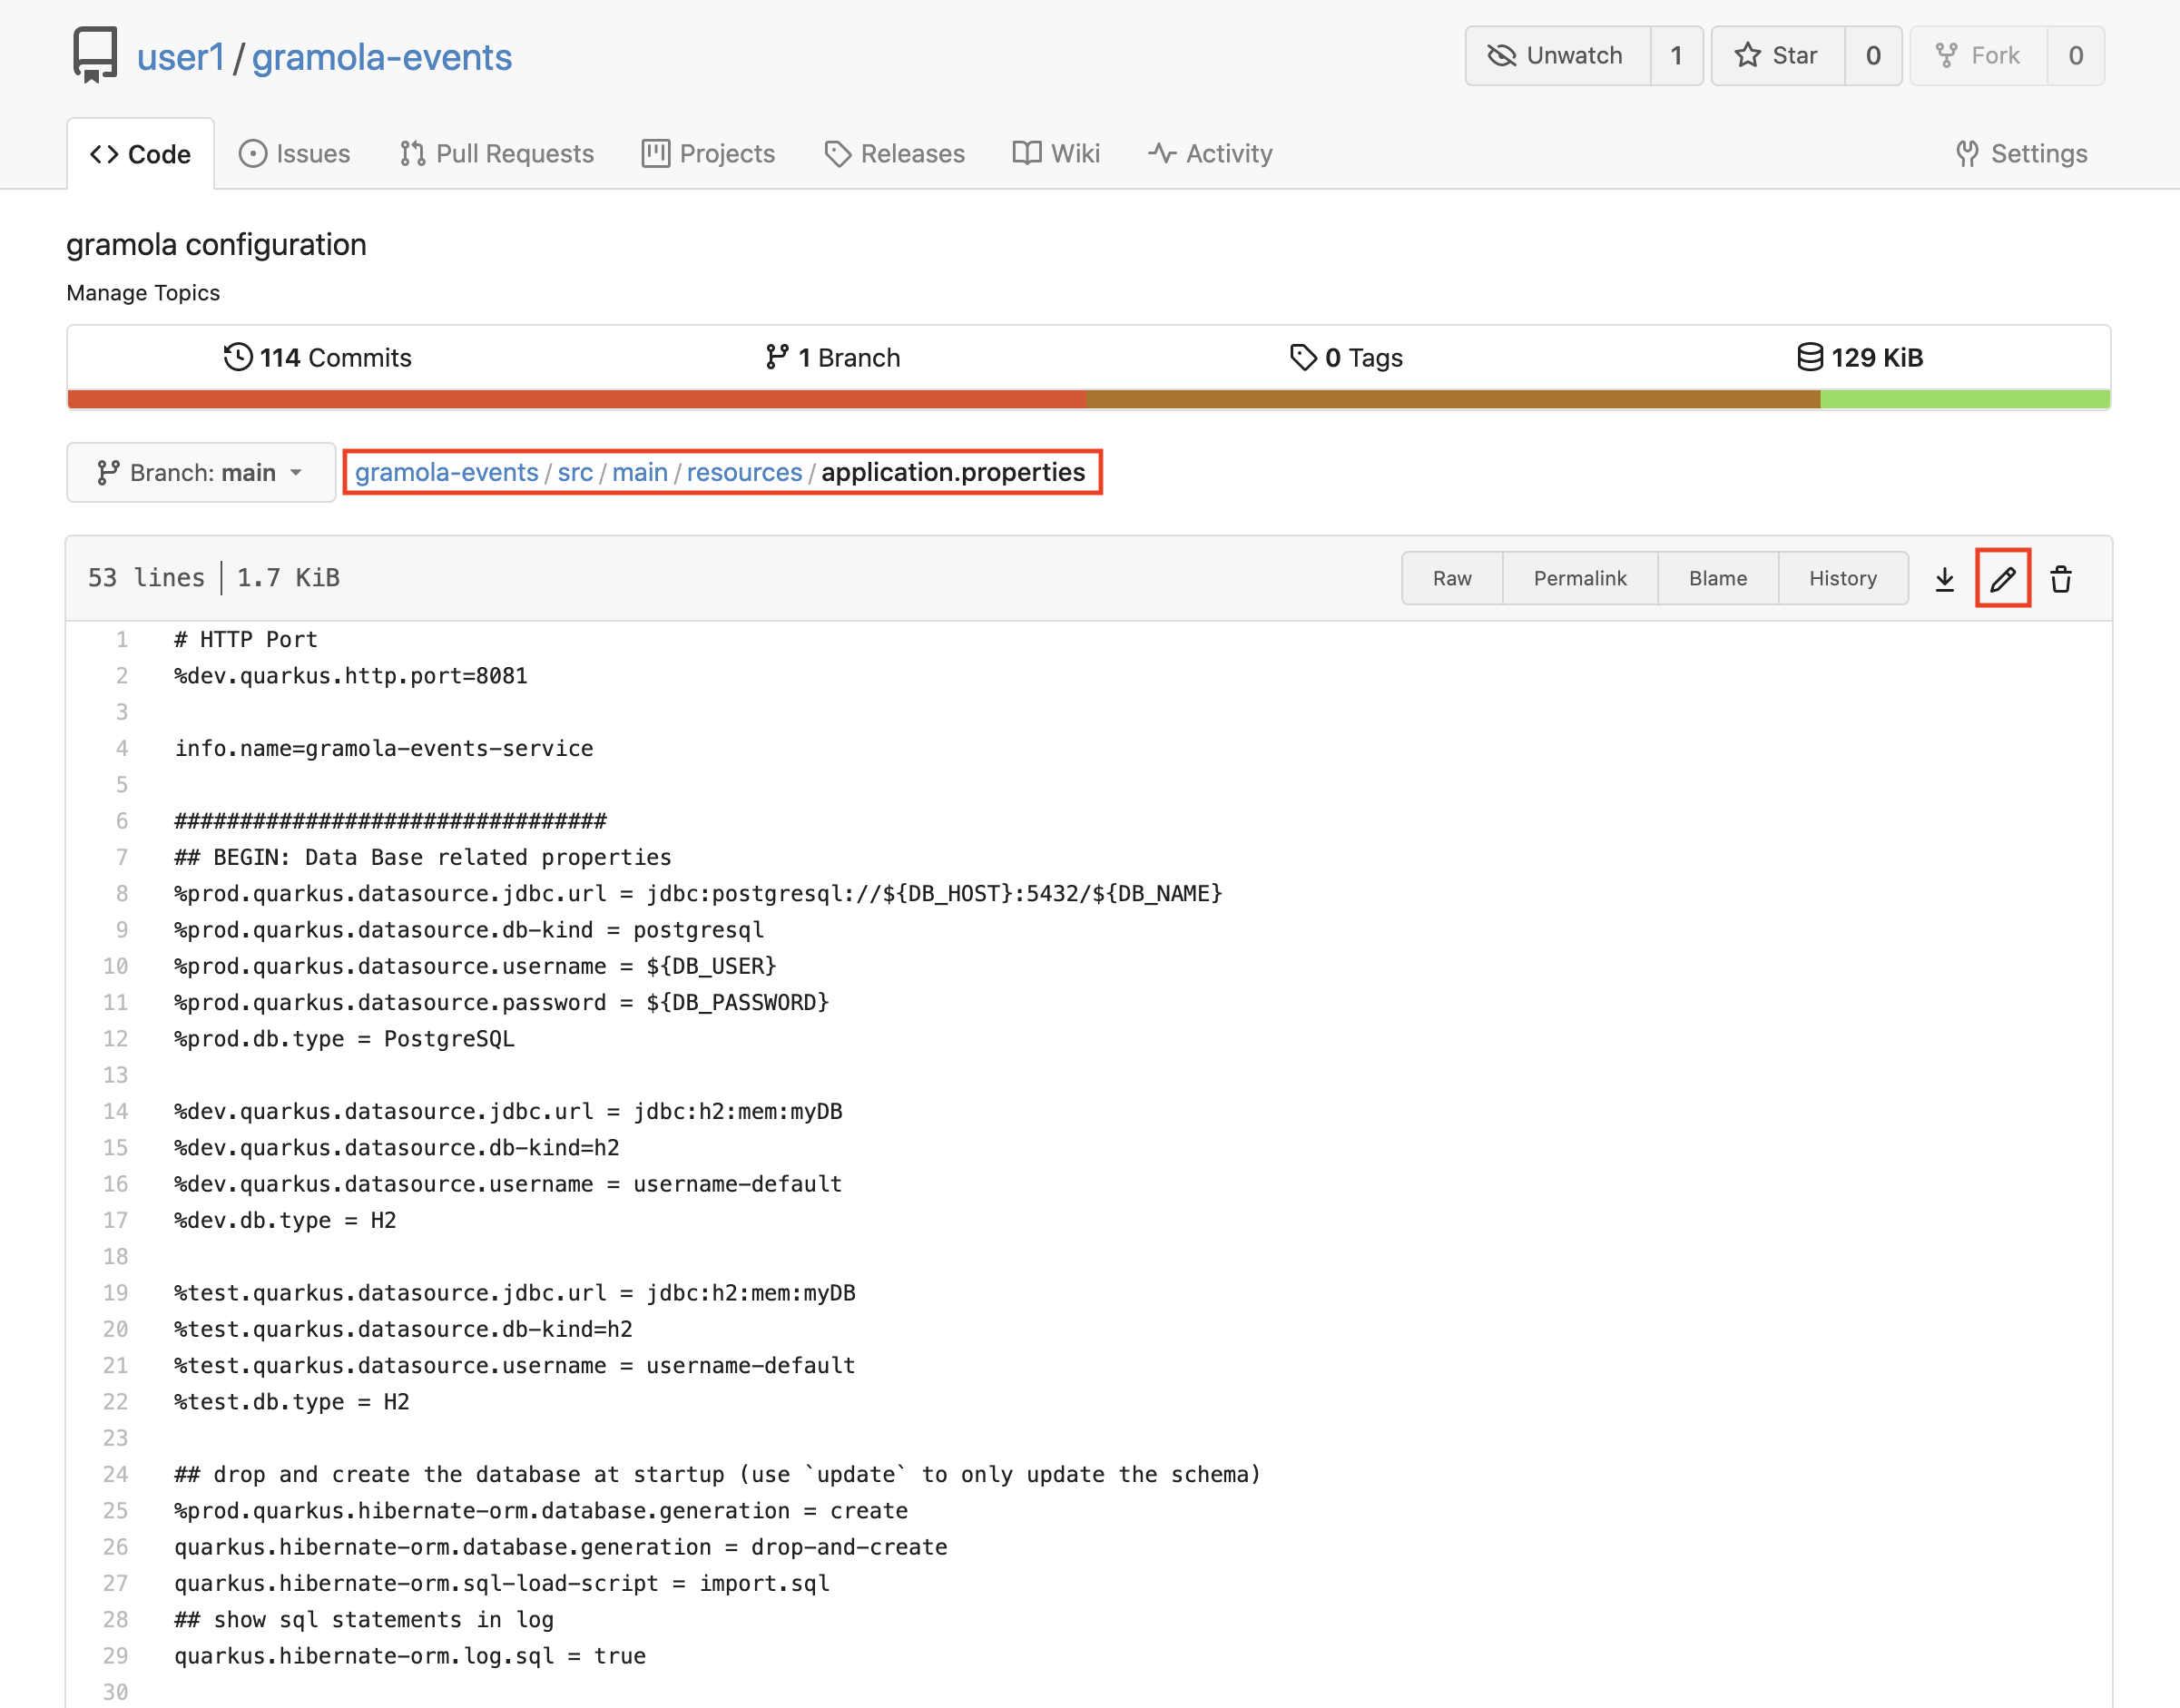 user1 / gramola-events
Unwatch 1 Star 0 Fork 0
Code Issues Pull Requests Projects Releases Wiki Activity Settings
gramola configuration
Manage Topics
114 Commits 1 Branch 0 Tags 129 KiB
Branch: main gramola-events / src / main / resources / application.properties
53 lines 1.7 KiB Raw Permalink Blame History
1 # HTTP Port
2 %dev.quarkus.http.port=8081
3
4 info.name=gramola-events-service
5
6 #################################
7 ## BEGIN: Data Base related properties
8 %prod.quarkus.datasource.jdbc.url = jdbc:postgresql://${DB_HOST}:5432/${DB_NAME}
9 %prod.quarkus.datasource.db-kind = postgresql
10 %prod.quarkus.datasource.username = ${DB_USER}
11 %prod.quarkus.datasource.password = ${DB_PASSWORD}
12 %prod.db.type = PostgreSQL
13
14 %dev.quarkus.datasource.jdbc.url = jdbc:h2:mem:myDB
15 %dev.quarkus.datasource.db-kind=h2
16 %dev.quarkus.datasource.username = username-default
17 %dev.db.type = H2
18
19 %test.quarkus.datasource.jdbc.url = jdbc:h2:mem:myDB
20 %test.quarkus.datasource.db-kind=h2
21 %test.quarkus.datasource.username = username-default
22 %test.db.type = H2
23
24 ## drop and create the database at startup (use `update` to only update the schema)
25 %prod.quarkus.hibernate-orm.database.generation = create
26 quarkus.hibernate-orm.database.generation = drop-and-create
27 quarkus.hibernate-orm.sql-load-script = import.sql
28 ## show sql statements in log
29 quarkus.hibernate-orm.log.sql = true
30